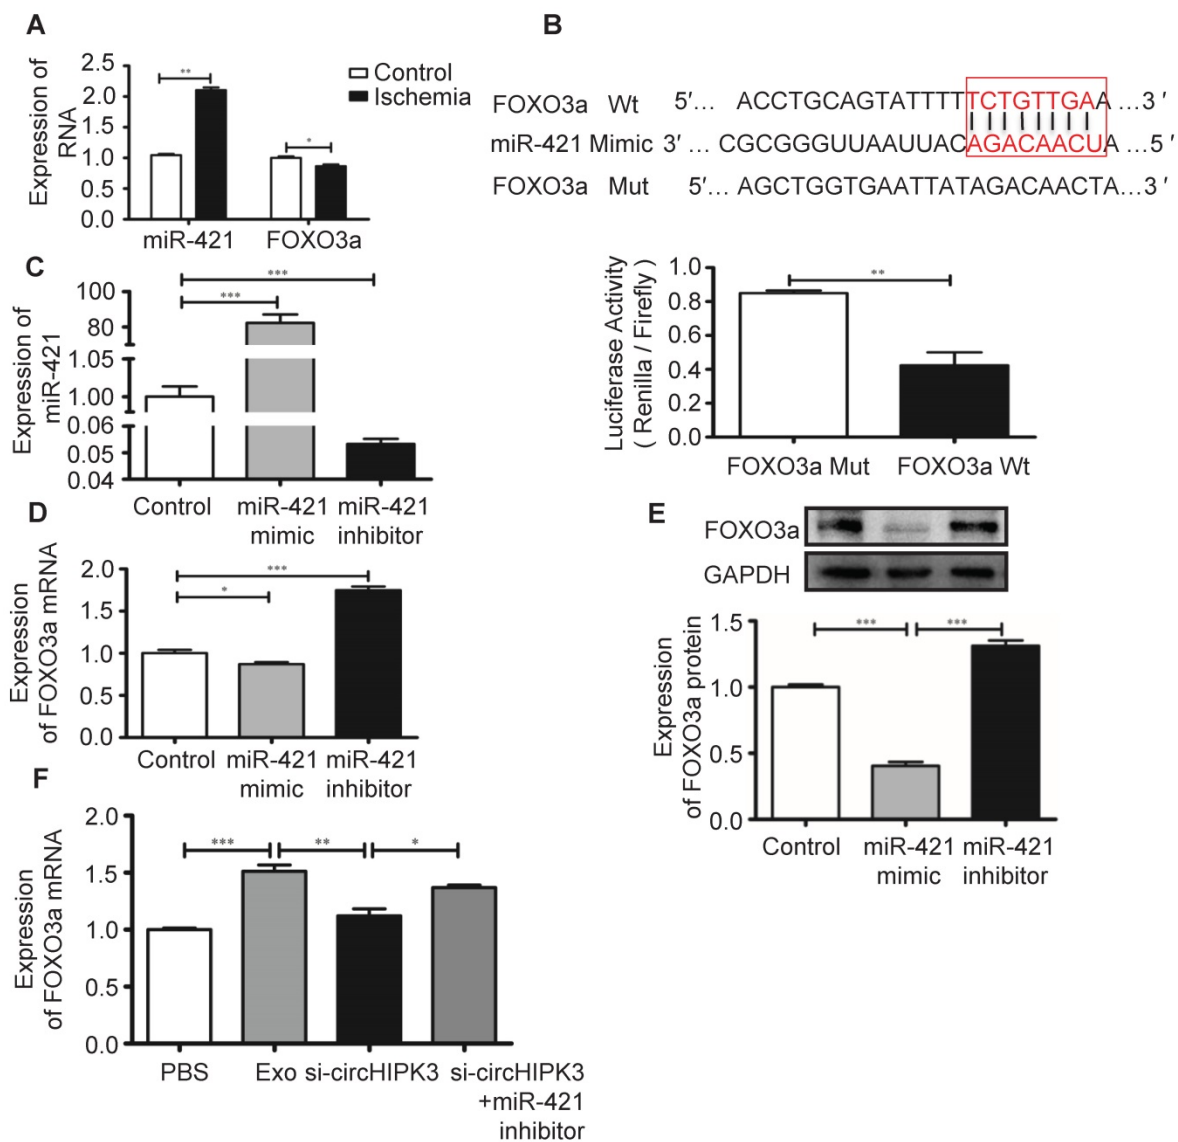 A
Expression of
RNA
2.5
2.0
1.5
1.0
0.5
0.0
**
*
Control
Ischemia
miR-421
FOXO3a
B
FOXO3a Wt 5′... ACCTGCAGTATTTTTCTGTTGAA ...3 ′
miR-421 Mimic 3′ ... CGCGGGUUAAUUACAGACAACUA ...5 ′
FOXO3a Mut 5′... AGCTGGTGAATTATAGACAACTA...3 ′
Luciferase Activity
( Renilla / Firefly )
1.0
0.8
0.6
0.4
0.2
0.0
**
FOXO3a Mut
FOXO3a Wt
C
Expression of
miR-421
100
80
1.05
1.00
0.06
0.05
0.04
***
***
Control
miR-421
mimic
miR-421
inhibitor
D
Expression
of FOXO3a mRNA
2.0
1.5
1.0
0.5
0.0
***
*
Control
miR-421
mimic
miR-421
inhibitor
E
FOXO3a
GAPDH
Expression
of FOXO3a protein
1.5
1.0
0.5
0.0
***
***
Control
miR-421
mimic
miR-421
inhibitor
F
Expression
of FOXO3a mRNA
2.0
1.5
1.0
0.5
0.0
***
**
*
PBS
Exo
si-circHIPK3
si-circHIPK3
+miR-421
inhibitor